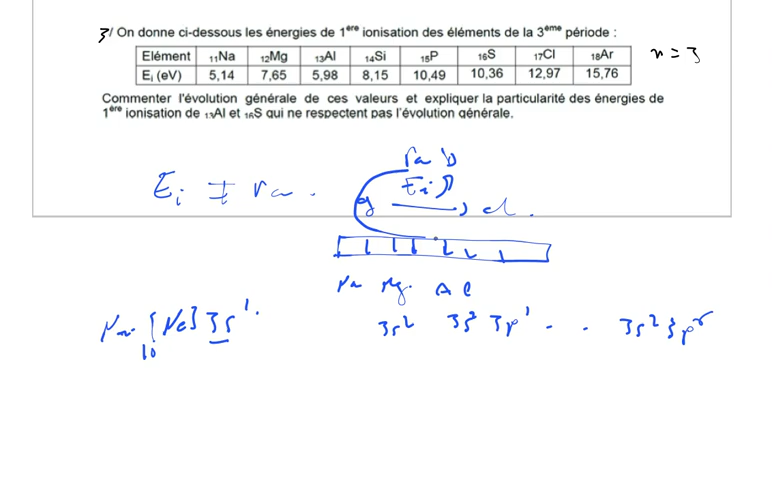 3/ On donne ci-dessous les énergies de 1ère ionisation des éléments de la 3ème période :
n = 3
Elément 11Na 12Mg 13Al 14Si 15P 16S 17Cl 18Ar
Ei (eV) 5,14 7,65 5,98 8,15 10,49 10,36 12,97 15,76
Commenter l'évolution générale de ces valeurs et expliquer la particularité des énergies de
1ère ionisation de 13Al et 16S qui ne respectent pas l'évolution générale.
Ei ra
Ei
Na Mg. Al
Na [Ne] 3s1 3s2 3s2 3p1 . . 3s2 3p6
10